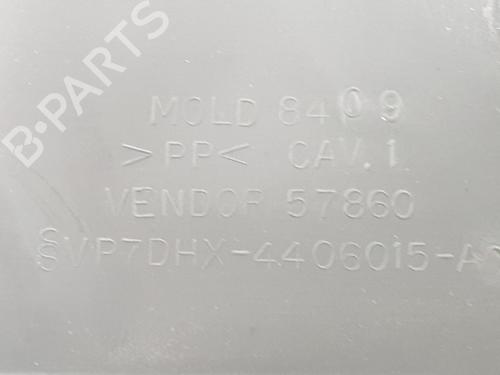 B-PARTS
MOLD 8409
>PP< CAV.1
VENDOR 57860
SVP7DHX-4406015-A